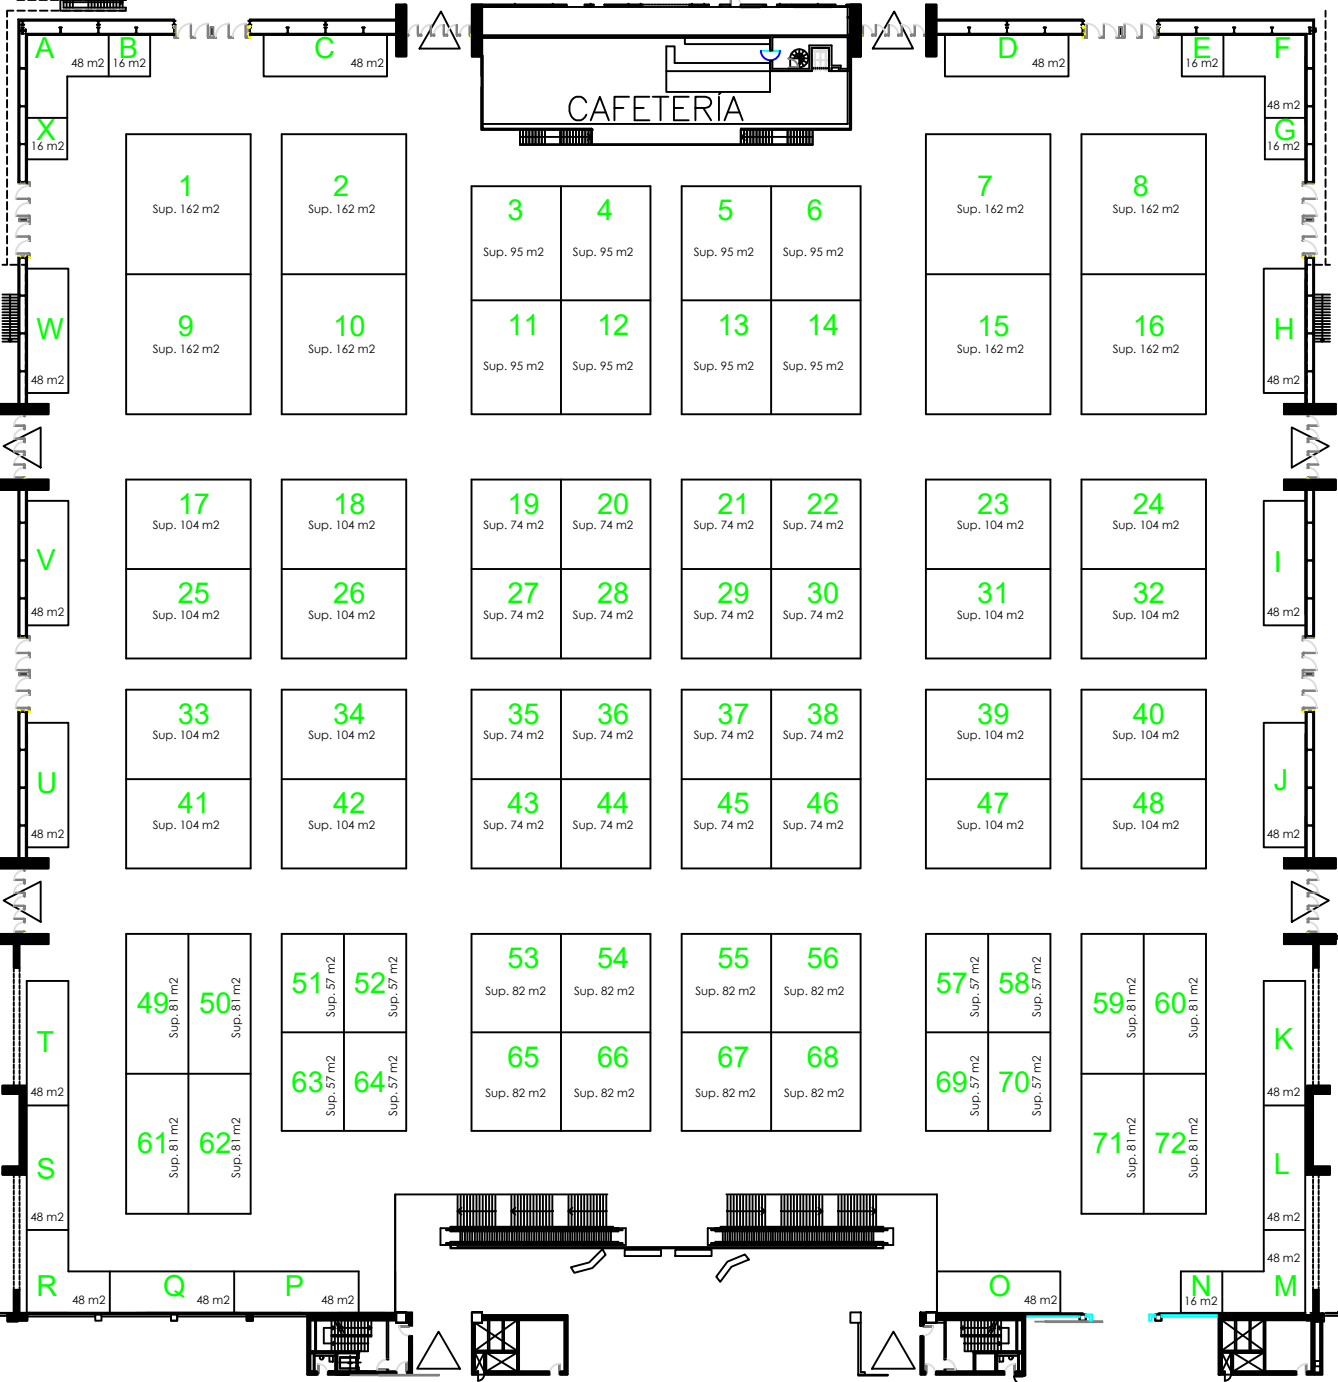 A B C D E F
48 m2 16 m2 48 m2 48 m2 16 m2 48 m2
CAFETERÍA
X G
16 m2 16 m2
1 2 7 8
Sup. 162 m2 Sup. 162 m2 Sup. 162 m2 Sup. 162 m2
3 4 5 6
Sup. 95 m2 Sup. 95 m2 Sup. 95 m2 Sup. 95 m2
W 9 10 11 12 13 14 15 16 H
Sup. 162 m2 Sup. 162 m2 Sup. 95 m2 Sup. 95 m2 Sup. 95 m2 Sup. 95 m2 Sup. 162 m2 Sup. 162 m2
48 m2 48 m2
17 18 19 20 21 22 23 24
Sup. 104 m2 Sup. 104 m2 Sup. 74 m2 Sup. 74 m2 Sup. 74 m2 Sup. 74 m2 Sup. 104 m2 Sup. 104 m2
V I
25 26 27 28 29 30 31 32
48 m2 Sup. 104 m2 Sup. 104 m2 Sup. 74 m2 Sup. 74 m2 Sup. 74 m2 Sup. 74 m2 Sup. 104 m2 Sup. 104 m2 48 m2
33 34 35 36 37 38 39 40
Sup. 104 m2 Sup. 104 m2 Sup. 74 m2 Sup. 74 m2 Sup. 74 m2 Sup. 74 m2 Sup. 104 m2 Sup. 104 m2
U J
41 42 43 44 45 46 47 48
Sup. 104 m2 Sup. 104 m2 Sup. 74 m2 Sup. 74 m2 Sup. 74 m2 Sup. 74 m2 Sup. 104 m2 Sup. 104 m2
48 m2 48 m2
53 54 55 56
Sup. 82 m2 Sup. 82 m2 Sup. 82 m2 Sup. 82 m2
51 52 57 58
Sup. 57 m2 Sup. 57 m2 Sup. 57 m2 Sup. 57 m2
49 50 59 60
Sup. 81 m2 Sup. 81 m2 Sup. 81 m2 Sup. 81 m2
T K
48 m2 48 m2
65 66 67 68
Sup. 82 m2 Sup. 82 m2 Sup. 82 m2 Sup. 82 m2
63 64 69 70
Sup. 57 m2 Sup. 57 m2 Sup. 57 m2 Sup. 57 m2
61 62 71 72
Sup. 81 m2 Sup. 81 m2 Sup. 81 m2 Sup. 81 m2
S L
48 m2 48 m2
48 m2
R Q P O N M
48 m2 48 m2 48 m2 48 m2 16 m2